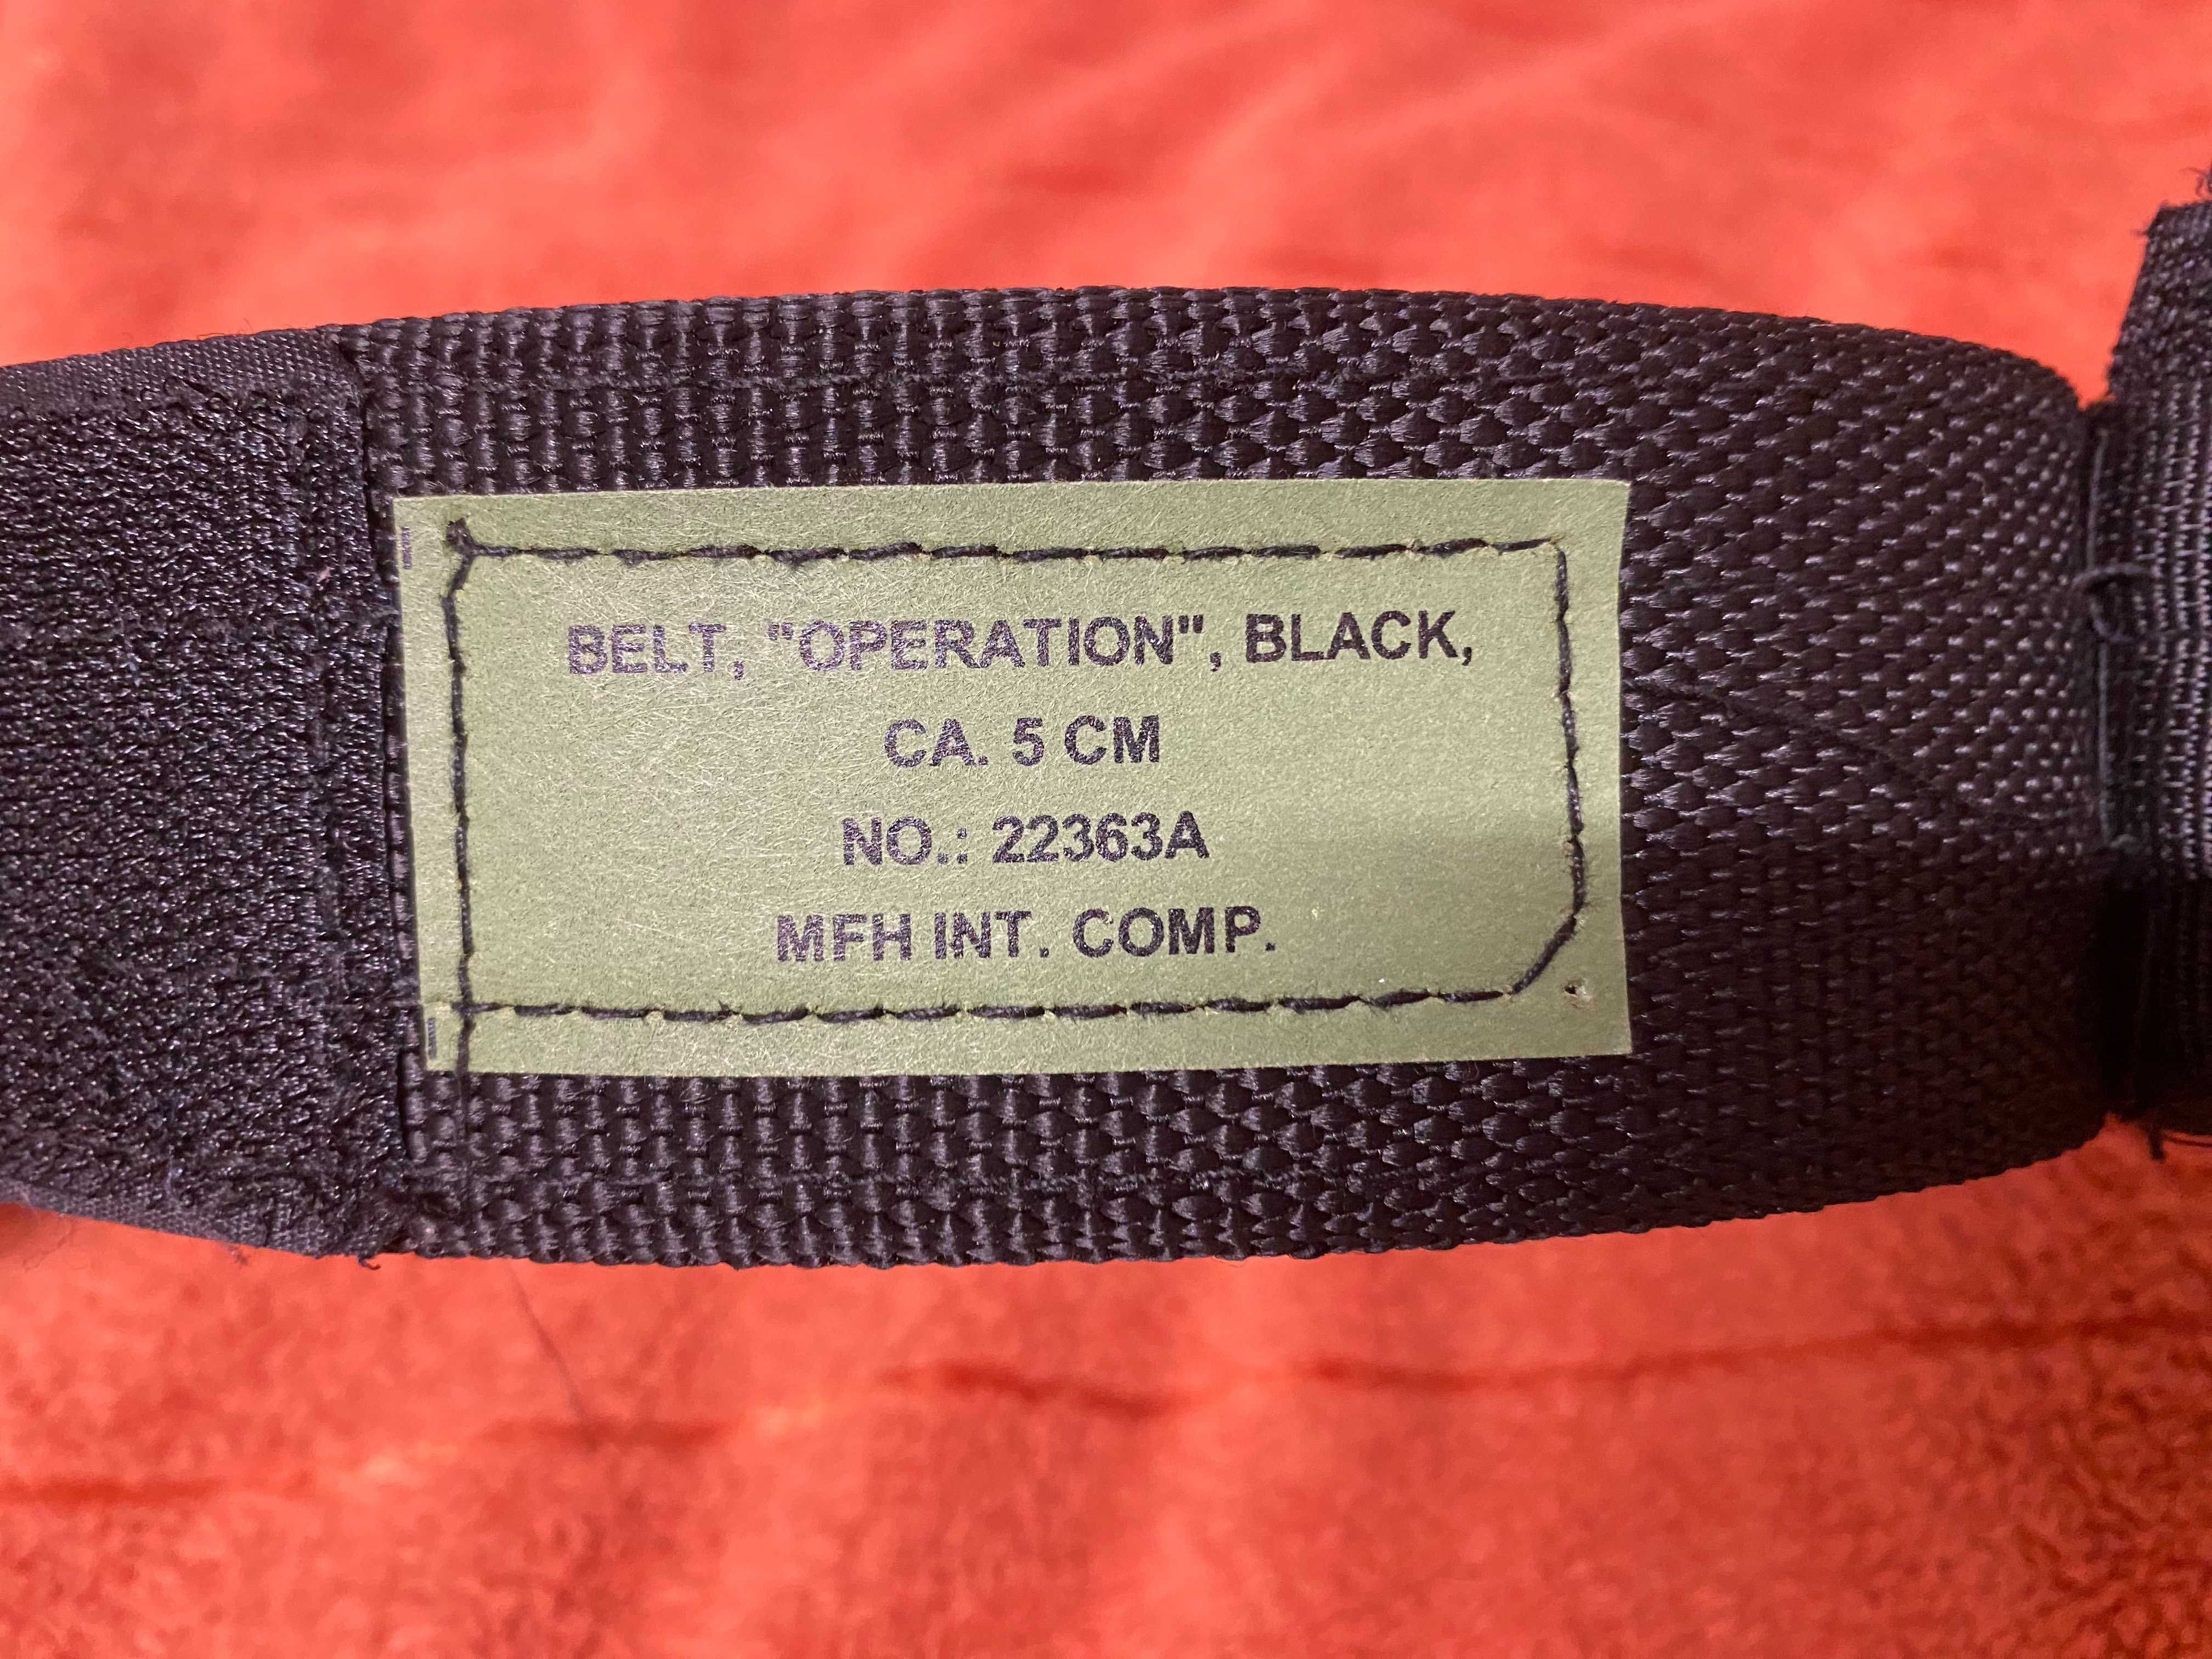 BELT, "OPERATION", BLACK,
CA. 5 CM
NO.: 22363A
MFH INT. COMP.